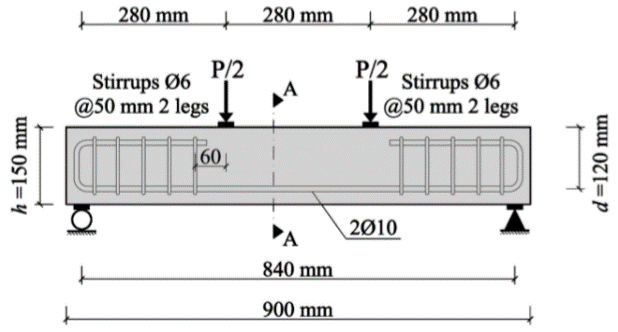 280 mm 280 mm 280 mm
Stirrups Ø6 P/2 P/2 Stirrups Ø6
@50 mm 2 legs A @50 mm 2 legs
h=150 mm
60
d=120 mm
2Ø10
A
840 mm
900 mm